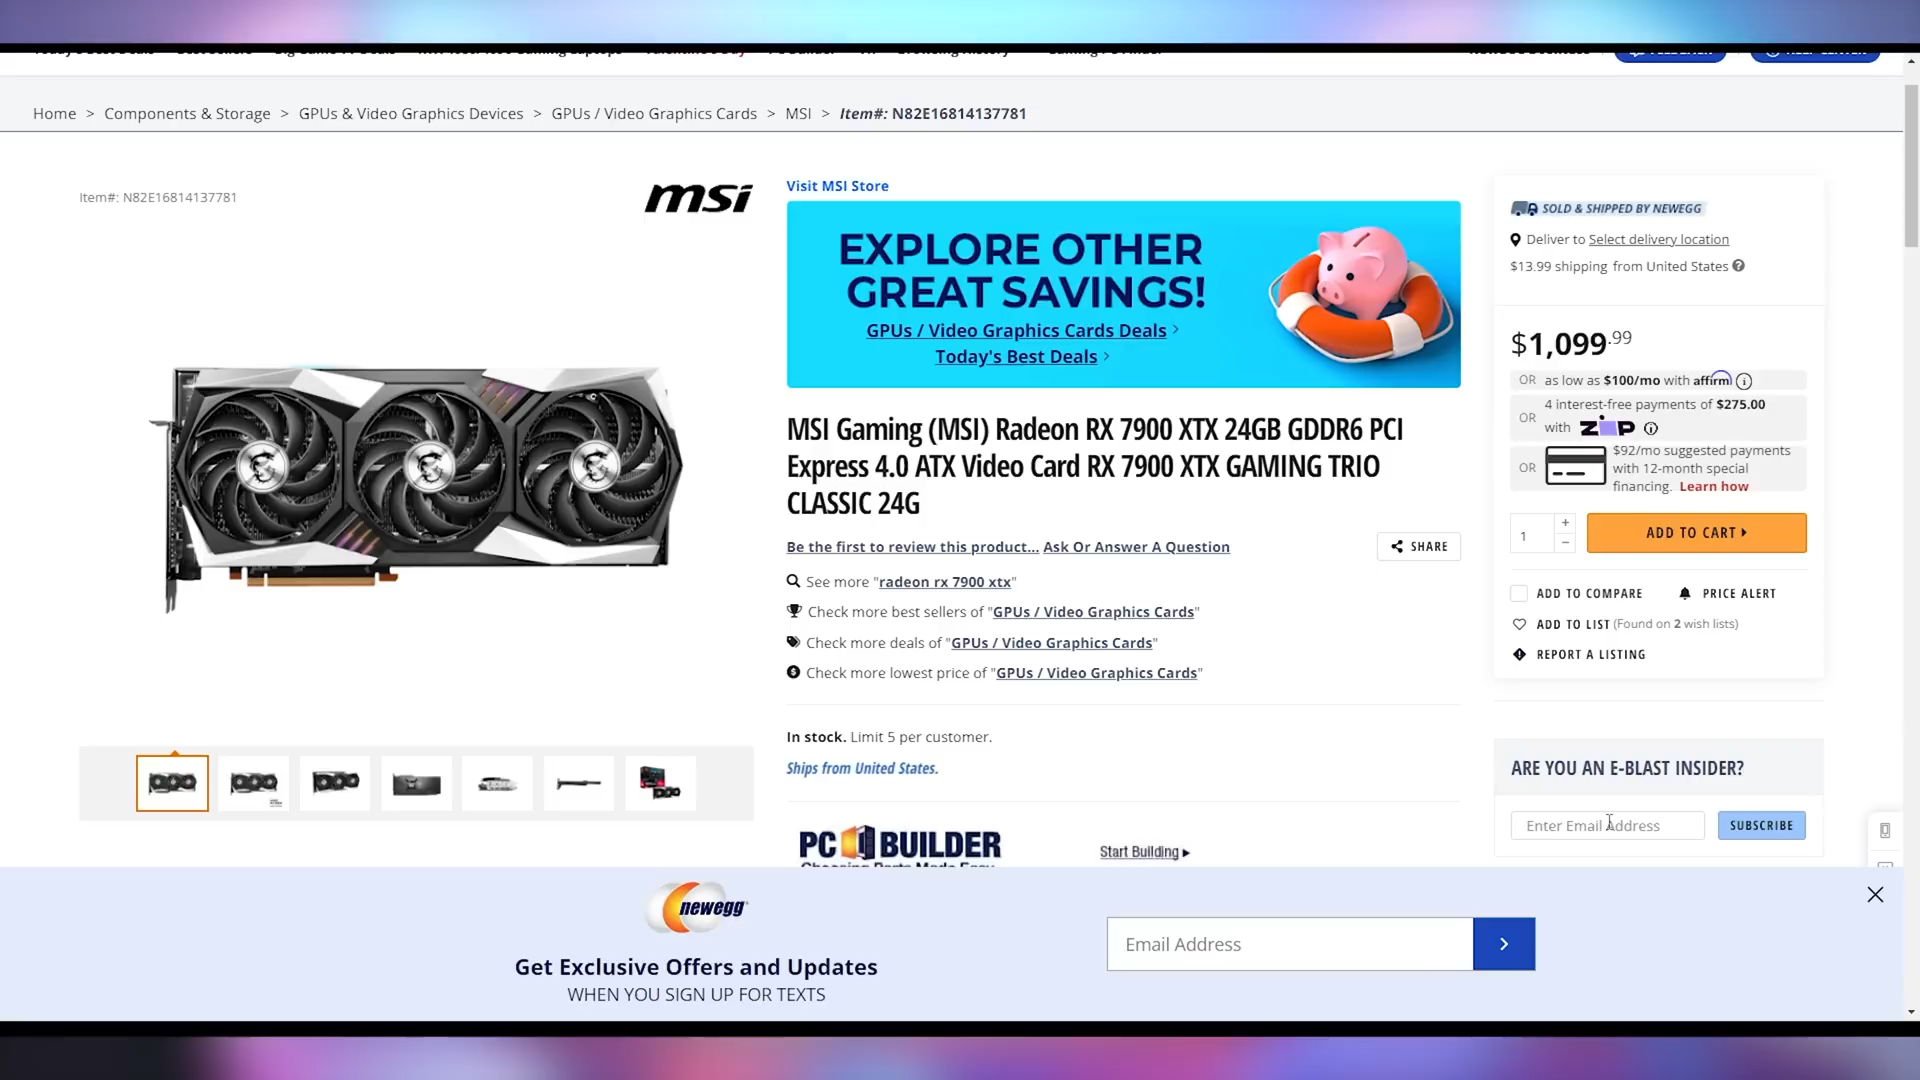 Home > Components & Storage > GPUs & Video Graphics Devices > GPUs / Video Graphics Cards > MSI > Item#: N82E16814137781
Item#: N82E16814137781
msi
Visit MSI Store
EXPLORE OTHER
GREAT SAVINGS!
GPUs / Video Graphics Cards Deals >
Today's Best Deals >
MSI Gaming (MSI) Radeon RX 7900 XTX 24GB GDDR6 PCI
Express 4.0 ATX Video Card RX 7900 XTX GAMING TRIO
CLASSIC 24G
Be the first to review this product... Ask Or Answer A Question
SHARE
See more "radeon rx 7900 xtx"
Check more best sellers of "GPUs / Video Graphics Cards"
Check more deals of "GPUs / Video Graphics Cards"
Check more lowest price of "GPUs / Video Graphics Cards"
In stock. Limit 5 per customer.
Ships from United States.
PC BUILDER
Choosing Parts Made Easy
Start Building
SOLD & SHIPPED BY NEWEGG
Deliver to Select delivery location
$13.99 shipping from United States
$1,099.99
OR as low as $100/mo with affirm
OR 4 interest-free payments of $275.00
with ZIP
OR $92/mo suggested payments
with 12-month special
financing. Learn how
1 + −
ADD TO CART
ADD TO COMPARE
PRICE ALERT
ADD TO LIST (Found on 2 wish lists)
REPORT A LISTING
ARE YOU AN E-BLAST INSIDER?
Enter Email Address
SUBSCRIBE
newegg
Get Exclusive Offers and Updates
WHEN YOU SIGN UP FOR TEXTS
Email Address